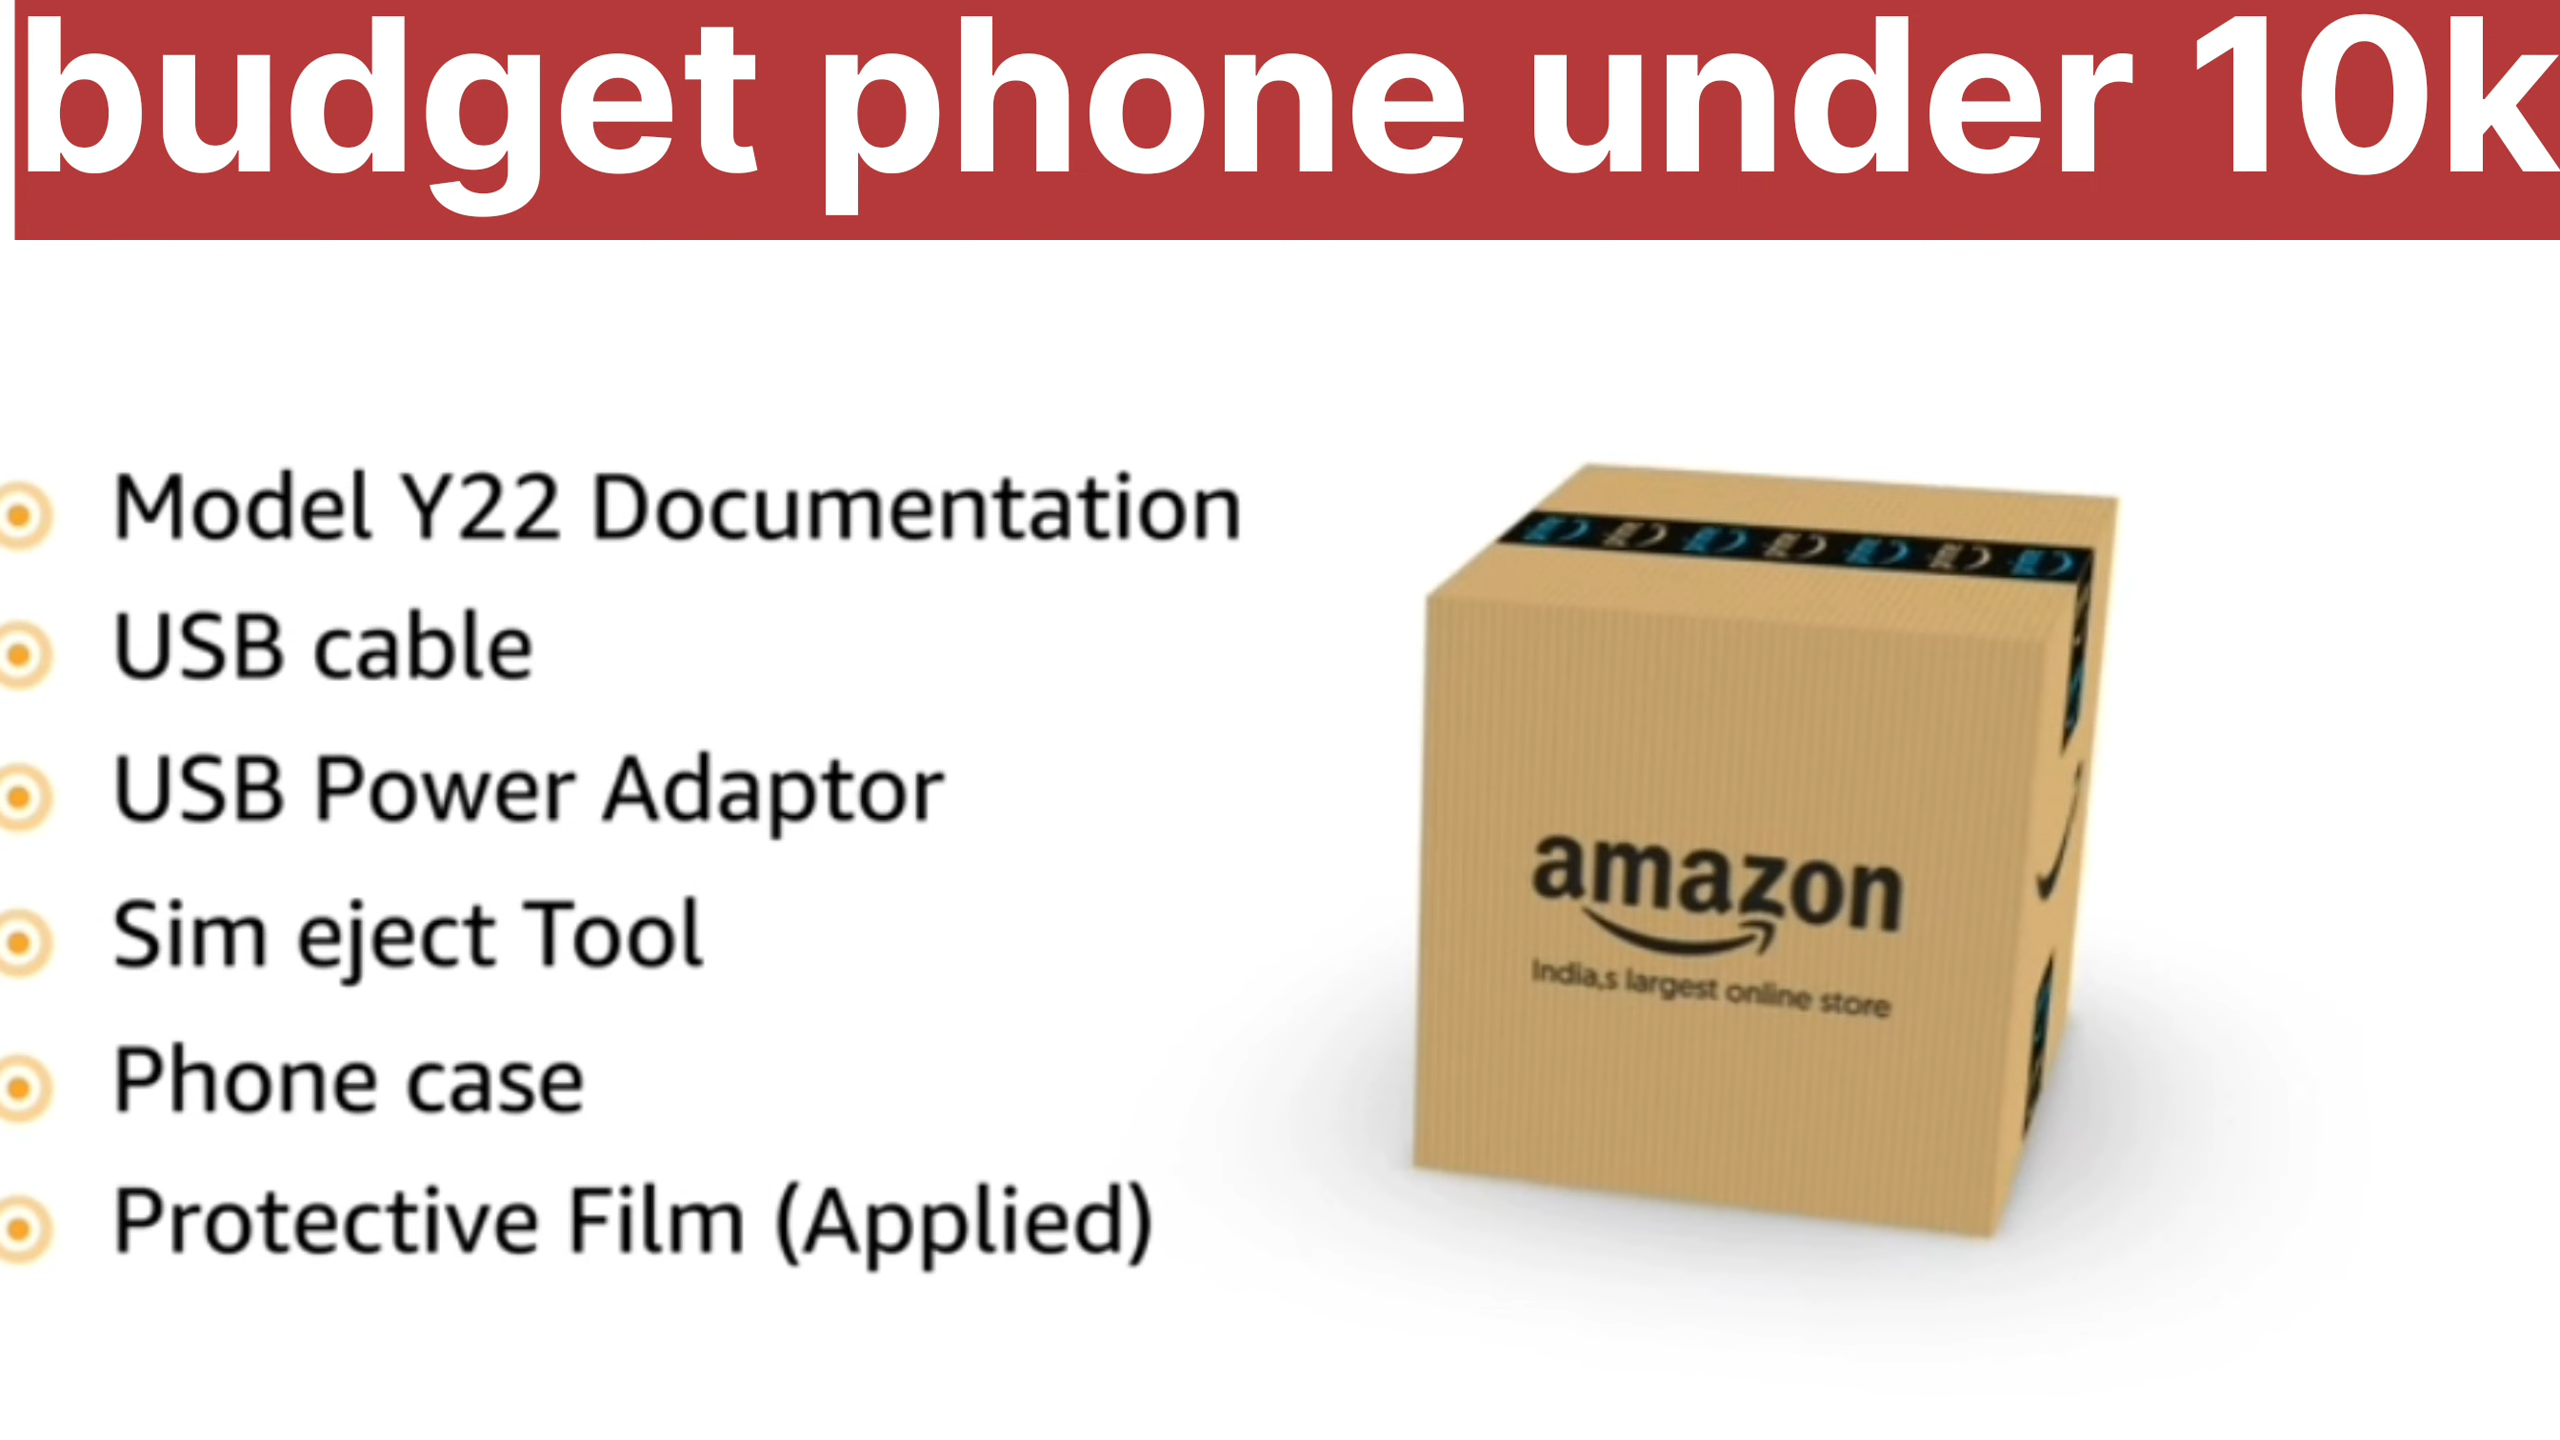 budget phone under 10k
Model Y22 Documentation
USB cable
USB Power Adaptor
Sim eject Tool
Phone case
Protective Film (Applied)
amazon
India,s largest online store